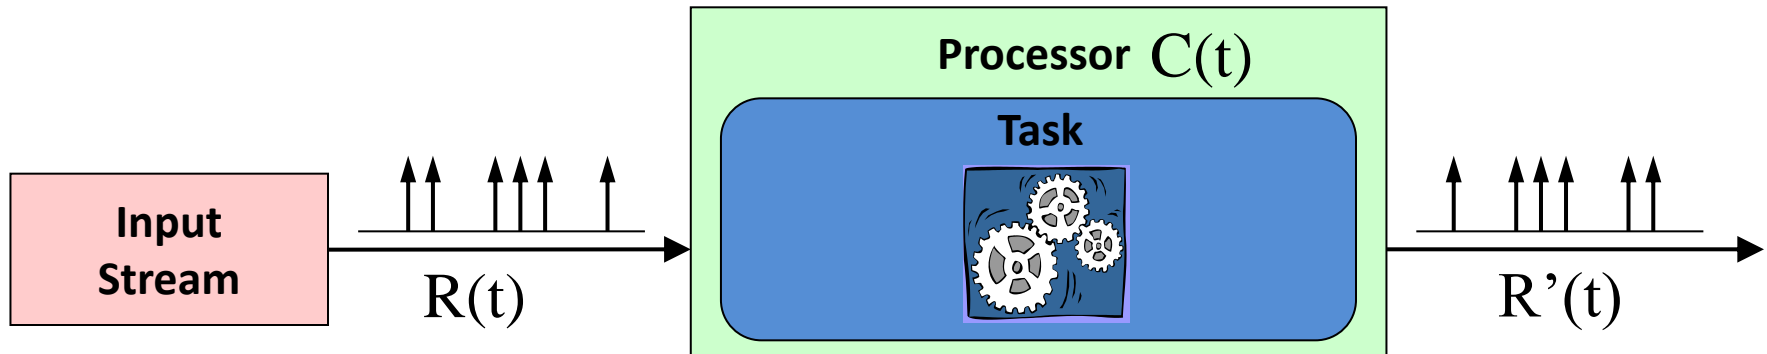 Input
Stream
R(t)
Processor C(t)
Task
R’(t)